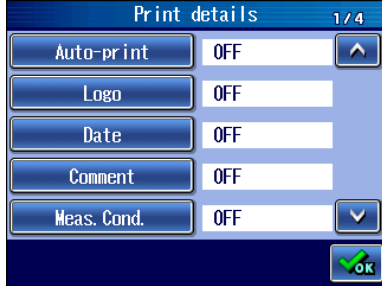 Print details 1/4
Auto-print OFF
Logo OFF
Date OFF
Comment OFF
Meas. Cond. OFF
OK